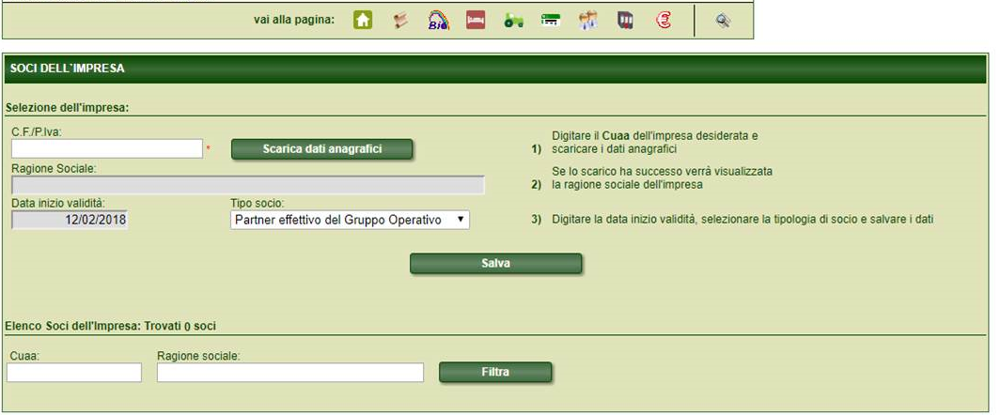 vai alla pagina:
Bio
€
SOCI DELL'IMPRESA
Selezione dell'impresa:
C.F./P.Iva:
* Scarica dati anagrafici
Ragione Sociale:
Data inizio validità: Tipo socio:
12/02/2018 Partner effettivo del Gruppo Operativo
1) Digitare il Cuaa dell'impresa desiderata e
scaricare i dati anagrafici
2) Se lo scarico ha successo verrà visualizzata
la ragione sociale dell'impresa
3) Digitare la data inizio validità, selezionare la tipologia di socio e salvare i dati
Salva
Elenco Soci dell'Impresa: Trovati 0 soci
Cuaa: Ragione sociale:
Filtra